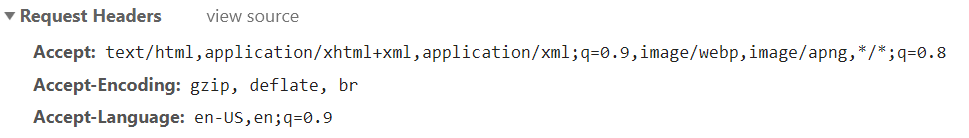 Request Headers view source
Accept: text/html,application/xhtml+xml,application/xml;q=0.9,image/webp,image/apng,*/*;q=0.8
Accept-Encoding: gzip, deflate, br
Accept-Language: en-US,en;q=0.9